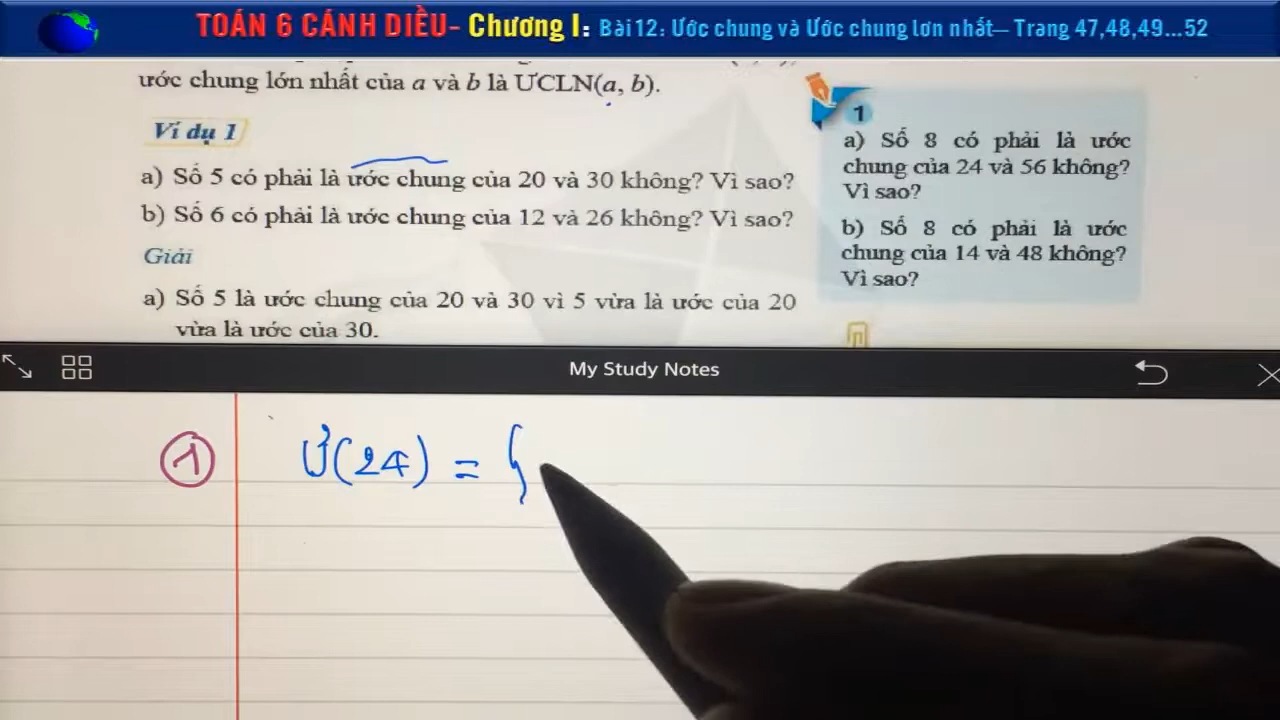 TOÁN 6 CÁNH DIỀU- Chương I: Bài 12: Ước chung và Ước chung lớn nhất– Trang 47,48,49...52
ước chung lớn nhất của a và b là ƯCLN(a, b).
Ví dụ 1
a) Số 5 có phải là ước chung của 20 và 30 không? Vì sao?
b) Số 6 có phải là ước chung của 12 và 26 không? Vì sao?
Giải
a) Số 5 là ước chung của 20 và 30 vì 5 vừa là ước của 20
vừa là ước của 30.
1
a) Số 8 có phải là ước
chung của 24 và 56 không?
Vì sao?
b) Số 8 có phải là ước
chung của 14 và 48 không?
Vì sao?
My Study Notes
1 Ư(24) = {